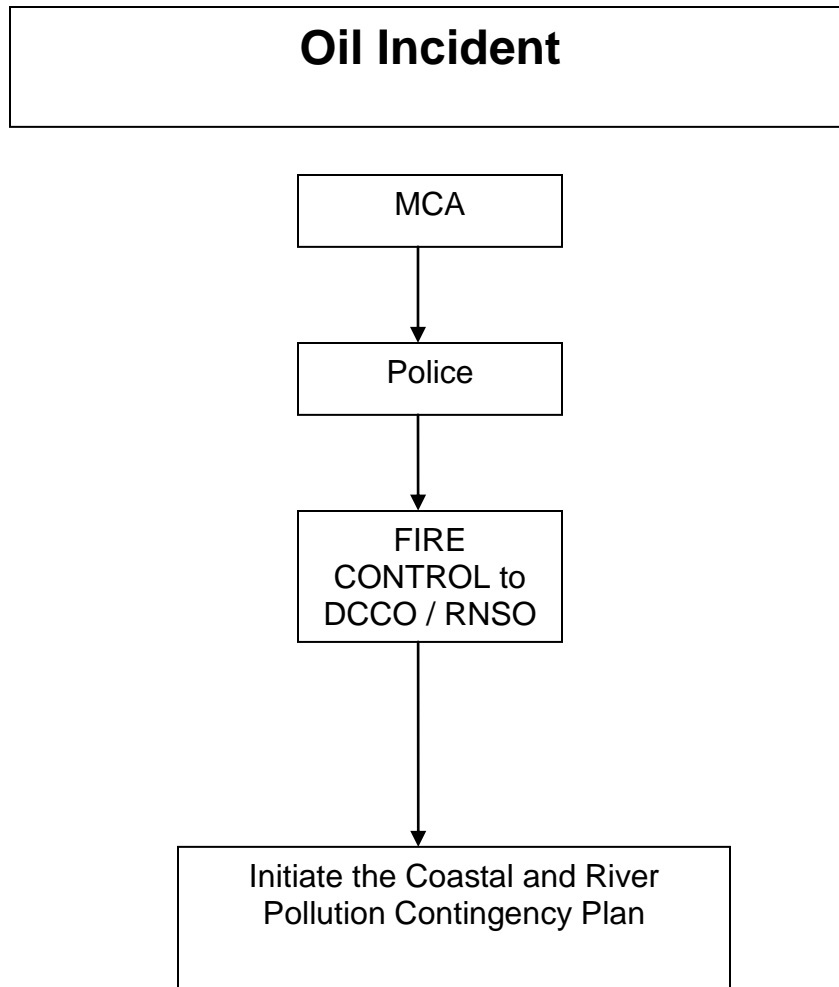 Oil Incident
MCA
Police
FIRE
CONTROL to
DCCO / RNSO
Initiate the Coastal and River
Pollution Contingency Plan